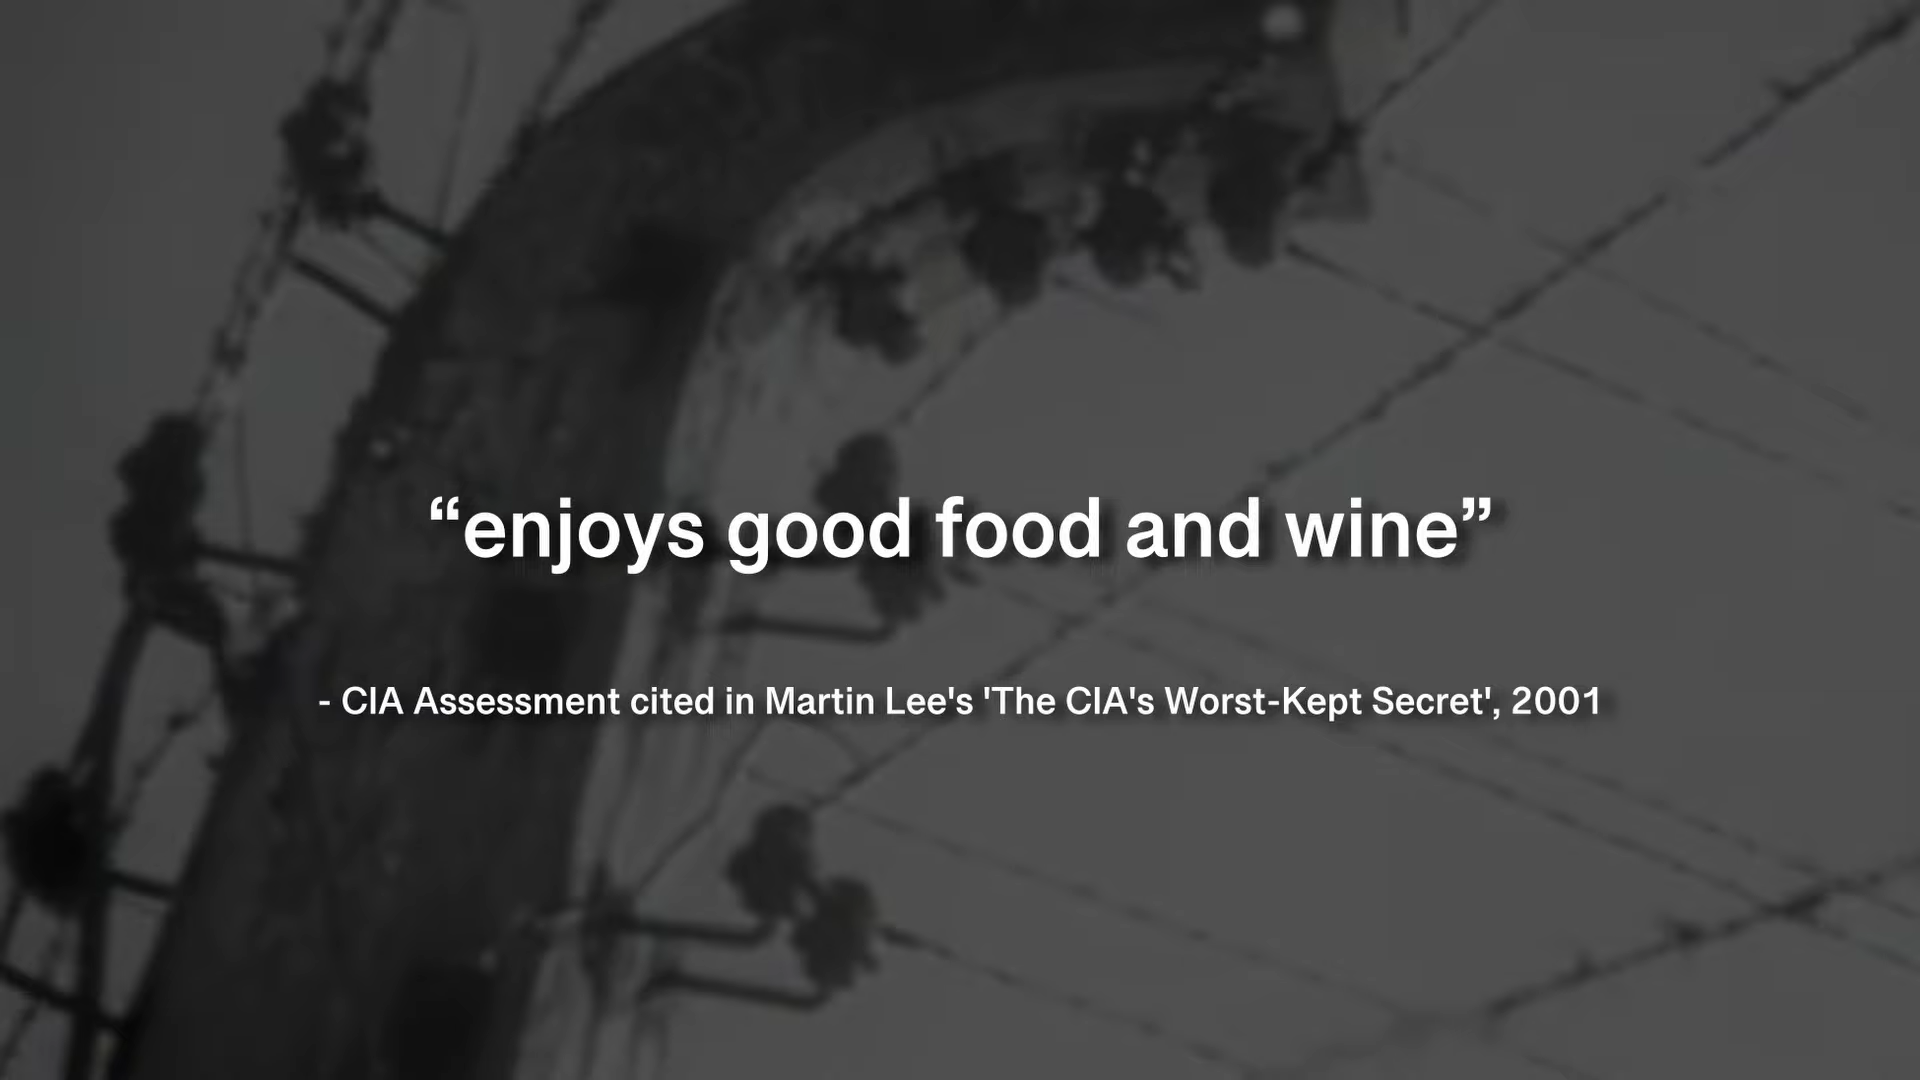 “enjoys good food and wine”
- CIA Assessment cited in Martin Lee's 'The CIA's Worst-Kept Secret', 2001